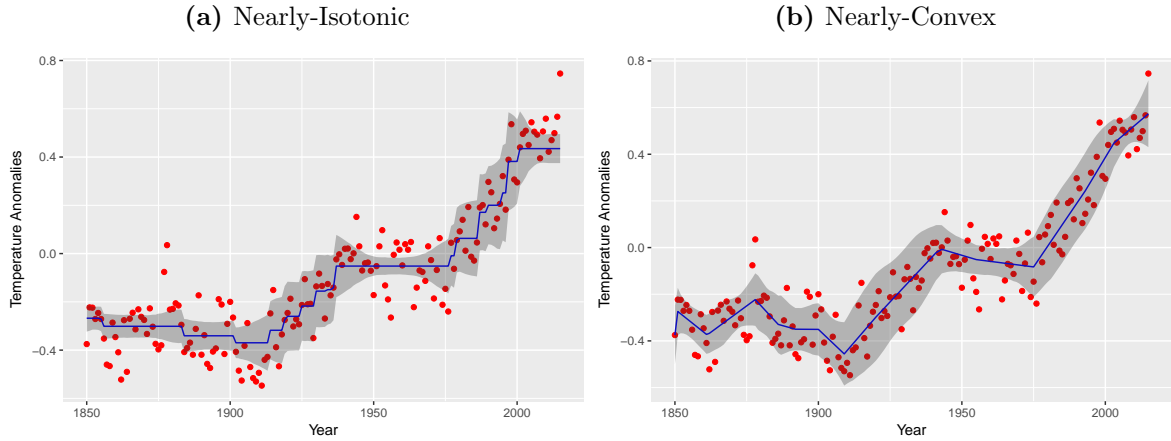 (a) Nearly-Isotonic
(b) Nearly-Convex
0.8
0.4
0.0
−0.4
Temperature Anomalies
1850
1900
1950
2000
Year
0.8
0.4
0.0
−0.4
Temperature Anomalies
1850
1900
1950
2000
Year